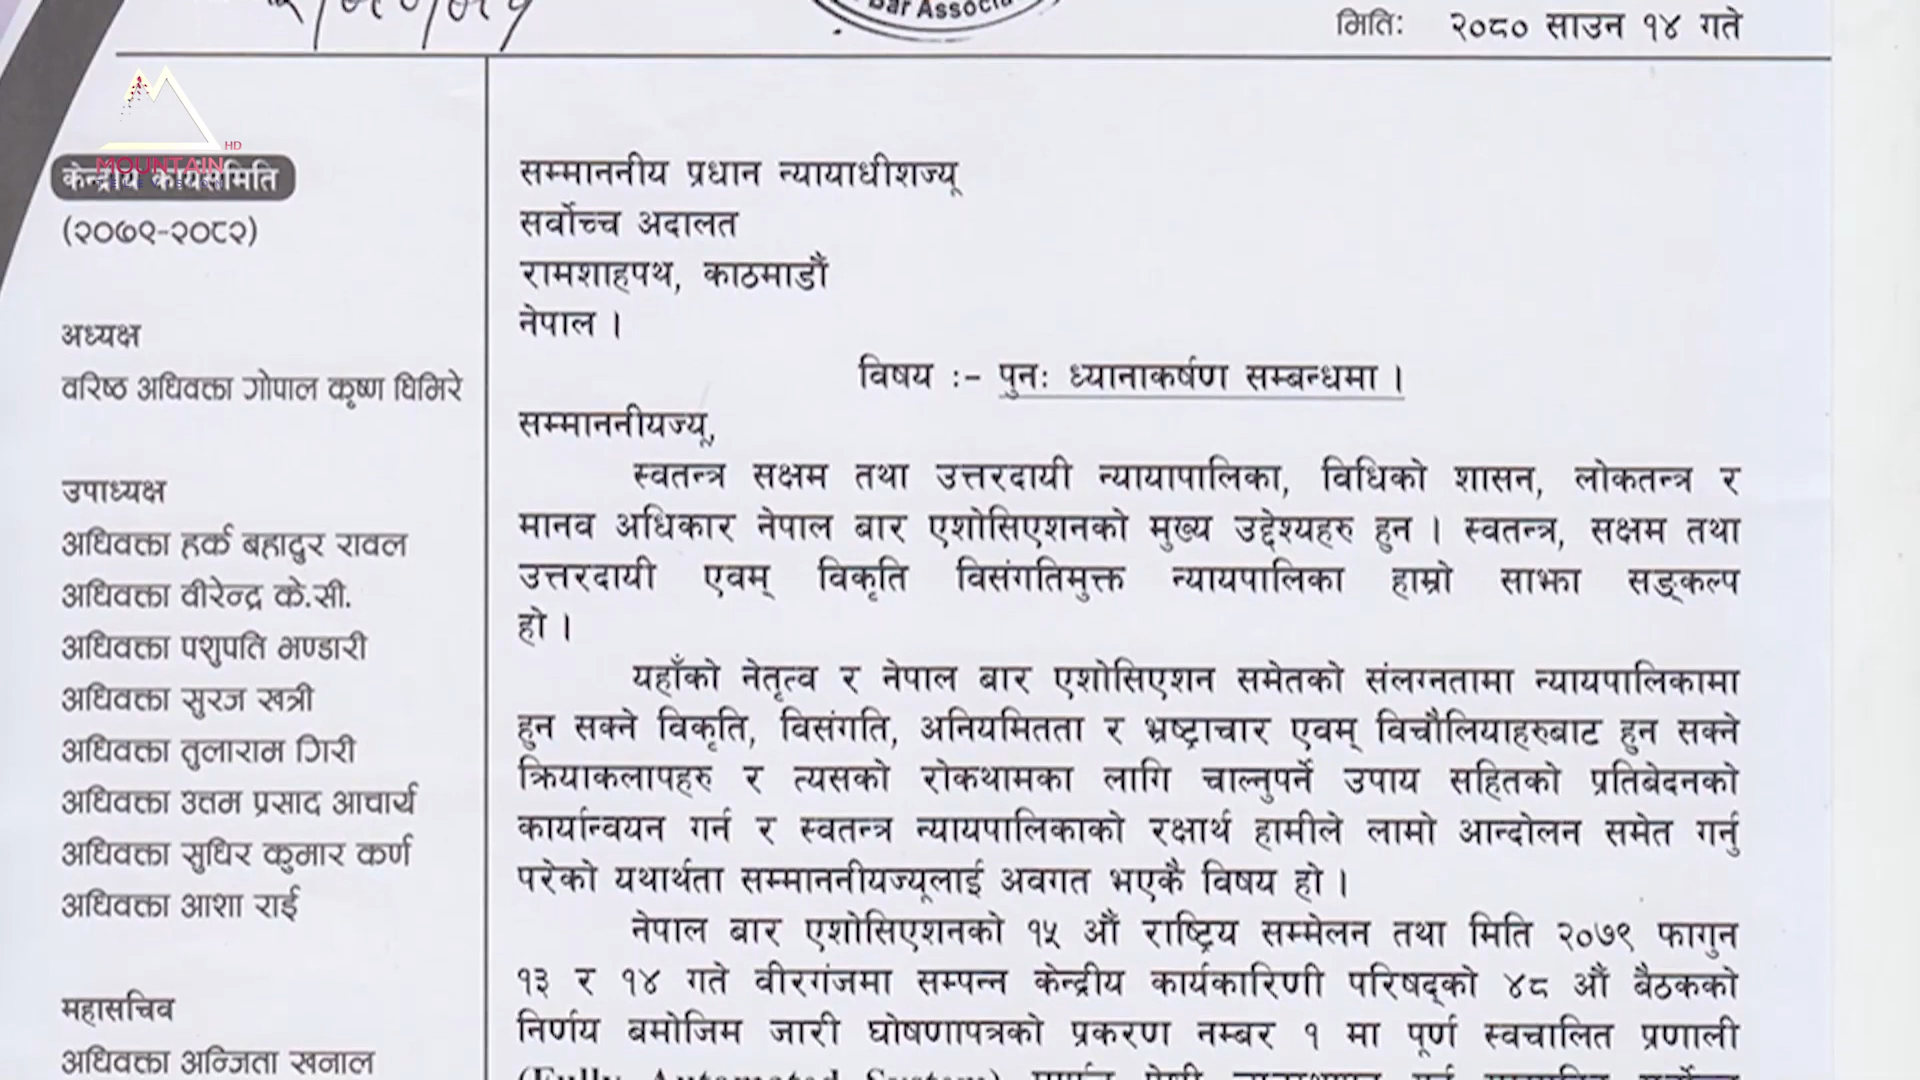 Bar Associa
मिति: २०८० साउन १४ गते
MOUNTAIN HD
केन्द्रीय कार्यसमिति
(२०७९-२०८२)
अध्यक्ष
वरिष्ठ अधिवक्ता गोपाल कृष्ण घिमिरे
उपाध्यक्ष
अधिवक्ता हर्क बहादुर रावल
अधिवक्ता वीरेन्द्र के.सी.
अधिवक्ता पशुपति भण्डारी
अधिवक्ता सुरज खत्री
अधिवक्ता तुलाराम गिरी
अधिवक्ता उत्तम प्रसाद आचार्य
अधिवक्ता सुधिर कुमार कर्ण
अधिवक्ता आशा राई
महासचिव
अधिवक्ता अन्जिता खनाल
सम्माननीय प्रधान न्यायाधीशज्यू
सर्वोच्च अदालत
रामशाहपथ, काठमाडौं
नेपाल ।
विषय :- पुनः ध्यानाकर्षण सम्बन्धमा ।
सम्माननीयज्यू,
स्वतन्त्र सक्षम तथा उत्तरदायी न्यायापालिका, विधिको शासन, लोकतन्त्र र
मानव अधिकार नेपाल बार एशोसिएशनको मुख्य उद्देश्यहरु हुन । स्वतन्त्र, सक्षम तथा
उत्तरदायी एवम् विकृति विसंगतिमुक्त न्यायपालिका हाम्रो साझा सङ्कल्प
हो ।
यहाँको नेतृत्व र नेपाल बार एशोसिएशन समेतको संलग्नतामा न्यायपालिकामा
हुन सक्ने विकृति, विसंगति, अनियमितता र भ्रष्ट्राचार एवम् विचौलियाहरुबाट हुन सक्ने
क्रियाकलापहरु र त्यसको रोकथामका लागि चाल्नुपर्ने उपाय सहितको प्रतिबेदनको
कार्यान्वयन गर्न र स्वतन्त्र न्यायपालिकाको रक्षार्थ हामीले लामो आन्दोलन समेत गर्नु
परेको यथार्थता सम्माननीयज्यूलाई अवगत भएकै विषय हो ।
नेपाल बार एशोसिएशनको १५ औं राष्ट्रिय सम्मेलन तथा मिति २०७९ फागुन
१३ र १४ गते वीरगंजमा सम्पन्न केन्द्रीय कार्यकारिणी परिषद्को ४८ औं बैठकको
निर्णय बमोजिम जारी घोषणापत्रको प्रकरण नम्बर १ मा पूर्ण स्वचालित प्रणाली
(Fully Automated System)